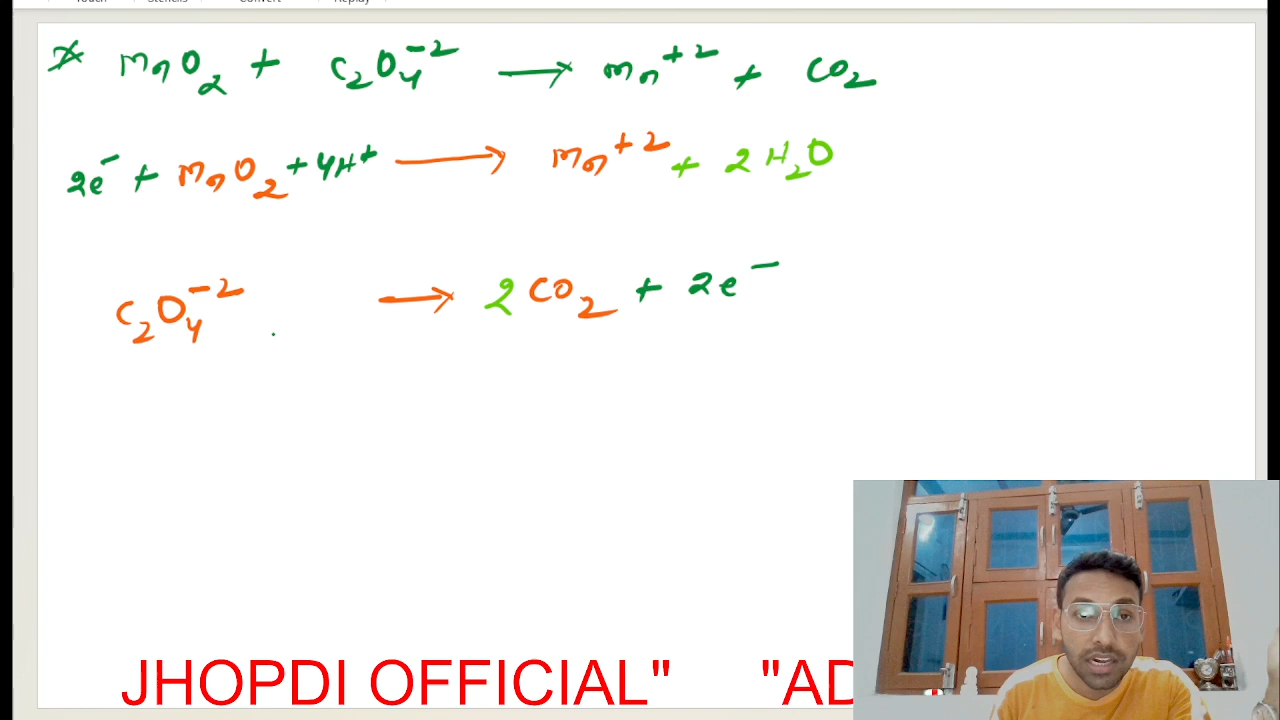 * MnO2 + C2O4^-2 → Mn^+2 + CO2
2e^- + MnO2 + 4H^+ → Mn^+2 + 2H2O
C2O4^-2 → 2CO2 + 2e^-
JHOPDI OFFICIAL" "AD